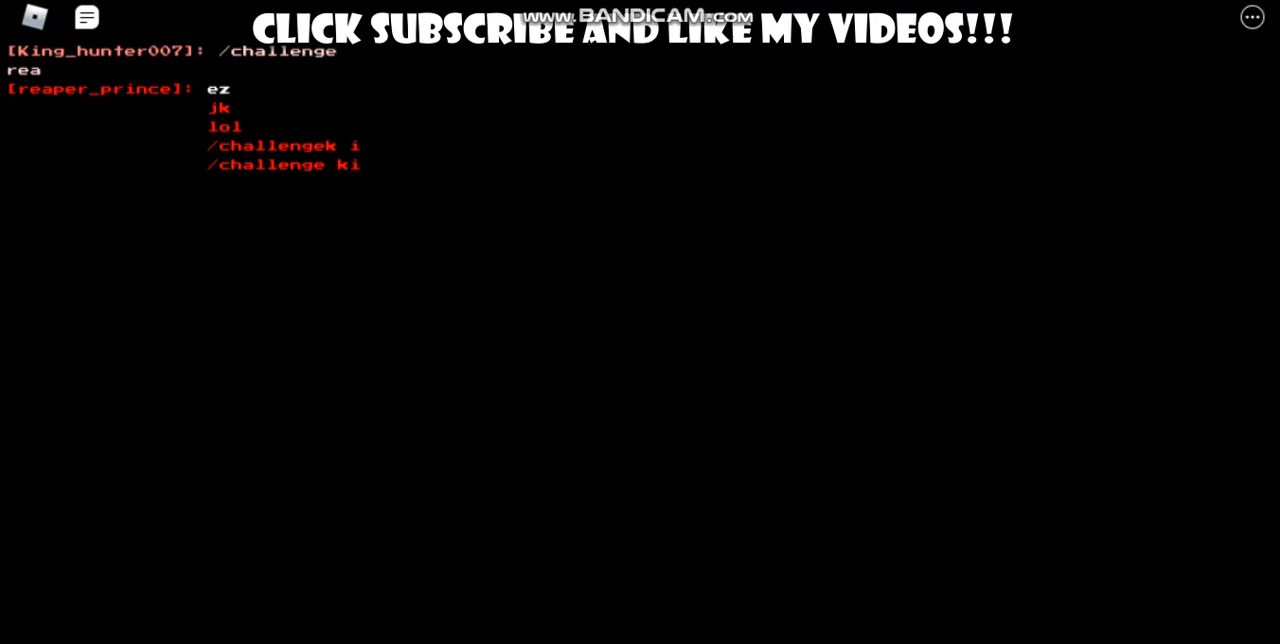 www.BANDICAM.com
CLICK SUBSCRIBE AND LIKE MY VIDEOS!!!
[King_hunter007]: /challenge
rea
[reaper_prince]: ez
jk
lol
/challengek i
/challenge ki